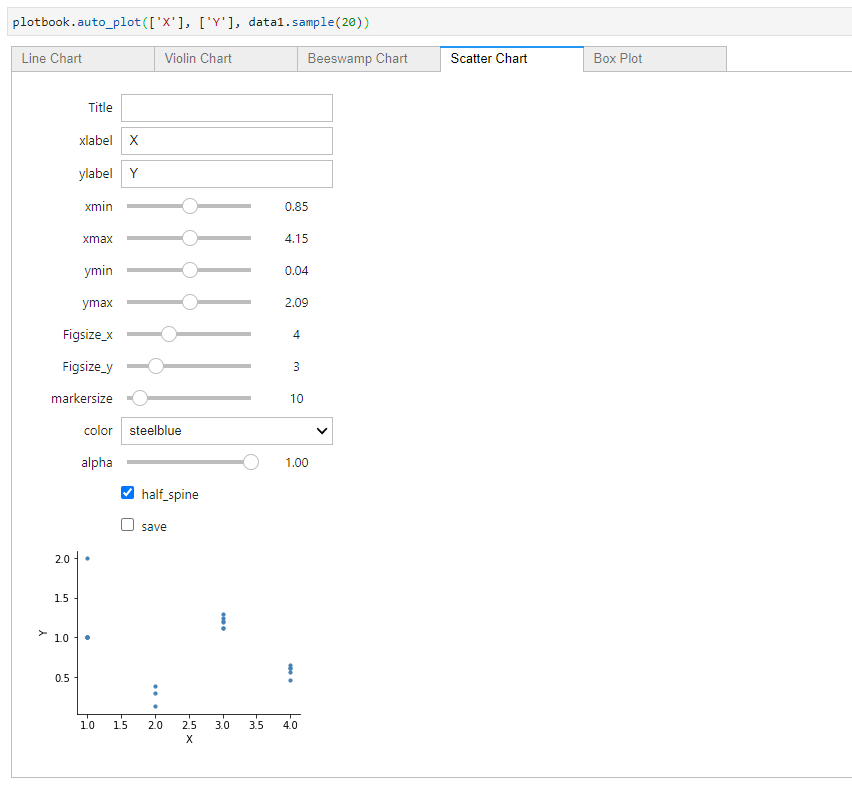 plotbook.auto_plot(['X'], ['Y'], data1.sample(20))
Line Chart Violin Chart Beeswamp Chart Scatter Chart Box Plot
Title
xlabel X
ylabel Y
xmin 0.85
xmax 4.15
ymin 0.04
ymax 2.09
Figsize_x 4
Figsize_y 3
markersize 10
color steelblue
alpha 1.00
half_spine
save
2.0
1.5
Y 1.0
0.5
1.0 1.5 2.0 2.5 3.0 3.5 4.0
X